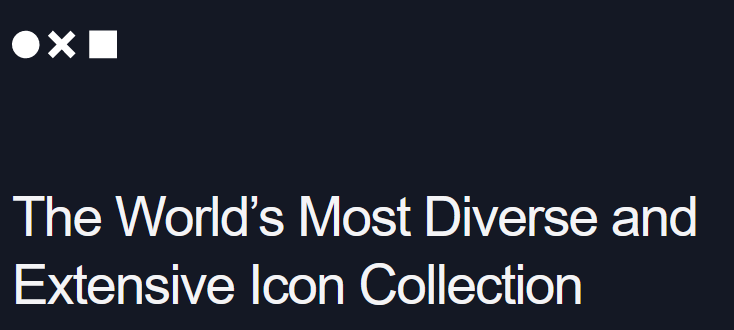 The World’s Most Diverse and
Extensive Icon Collection